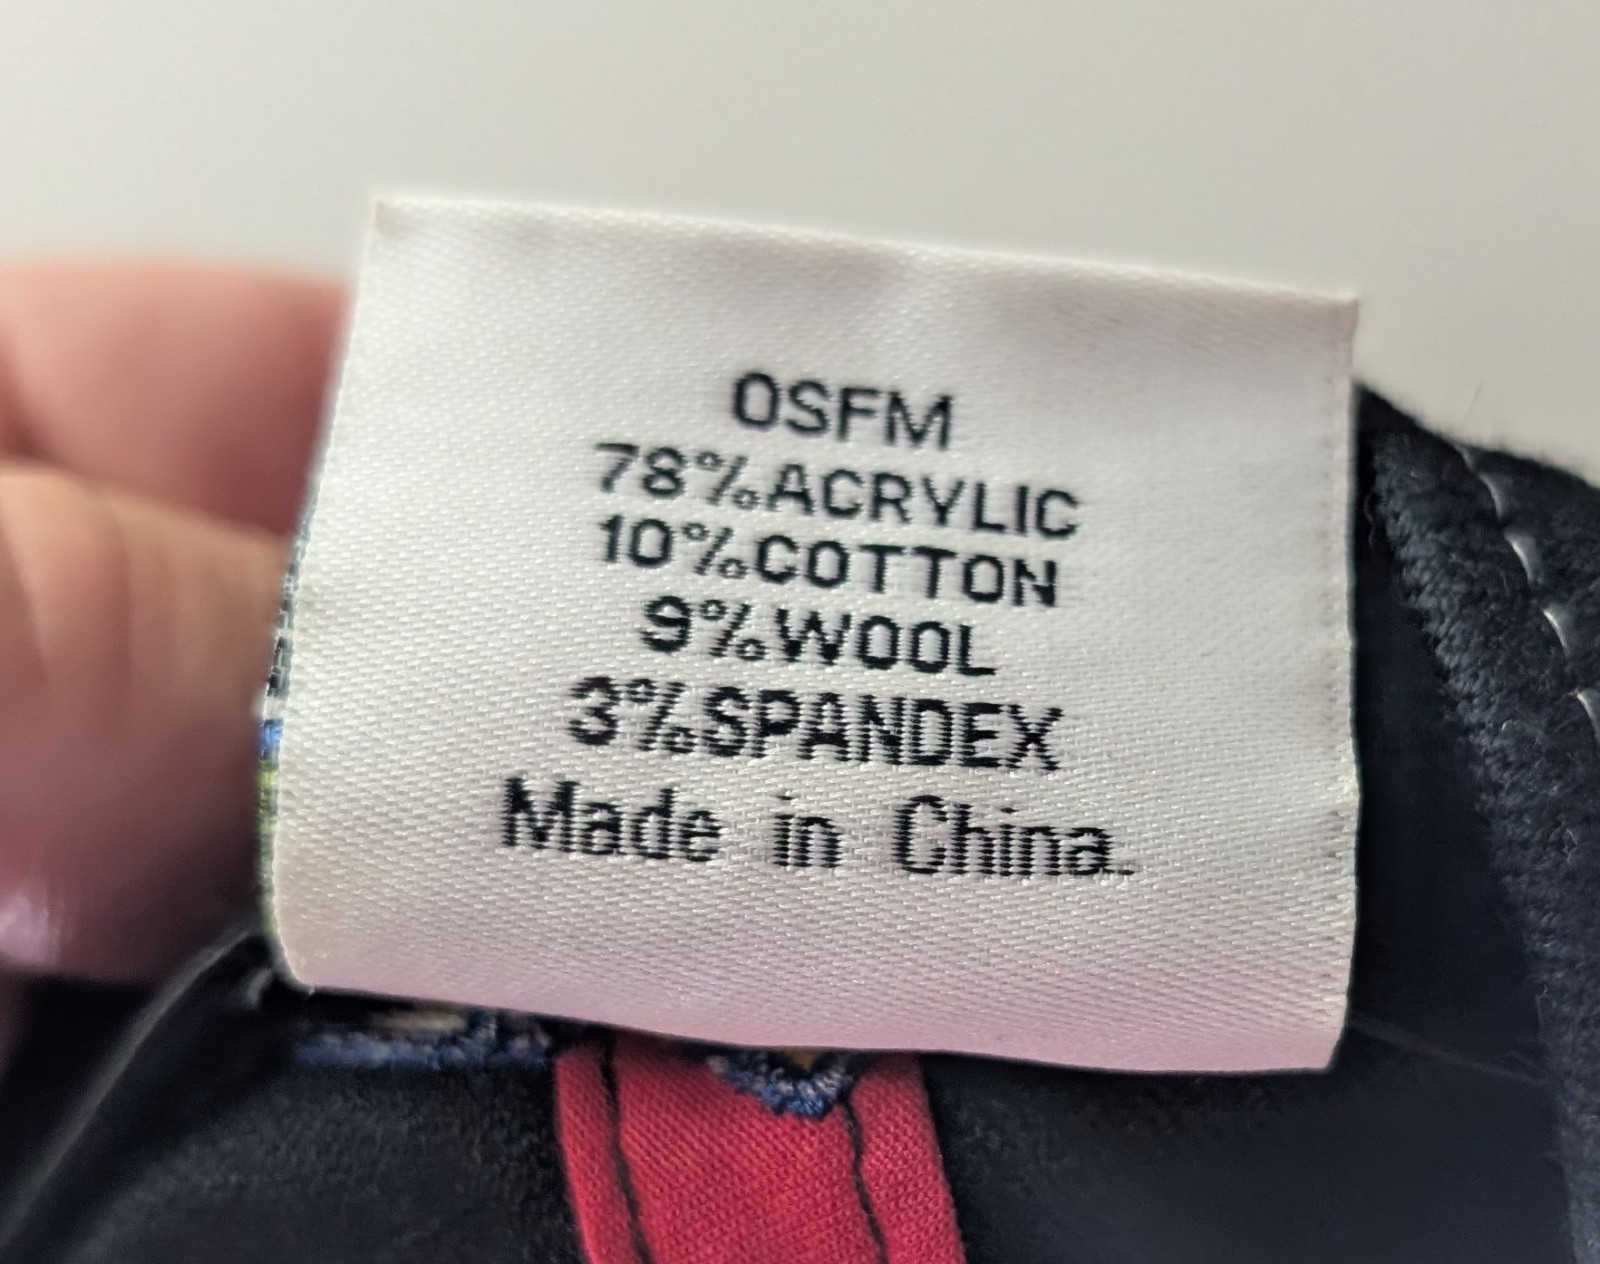 OSFM
78%ACRYLIC
10%COTTON
9%WOOL
3%SPANDEX
Made in China.